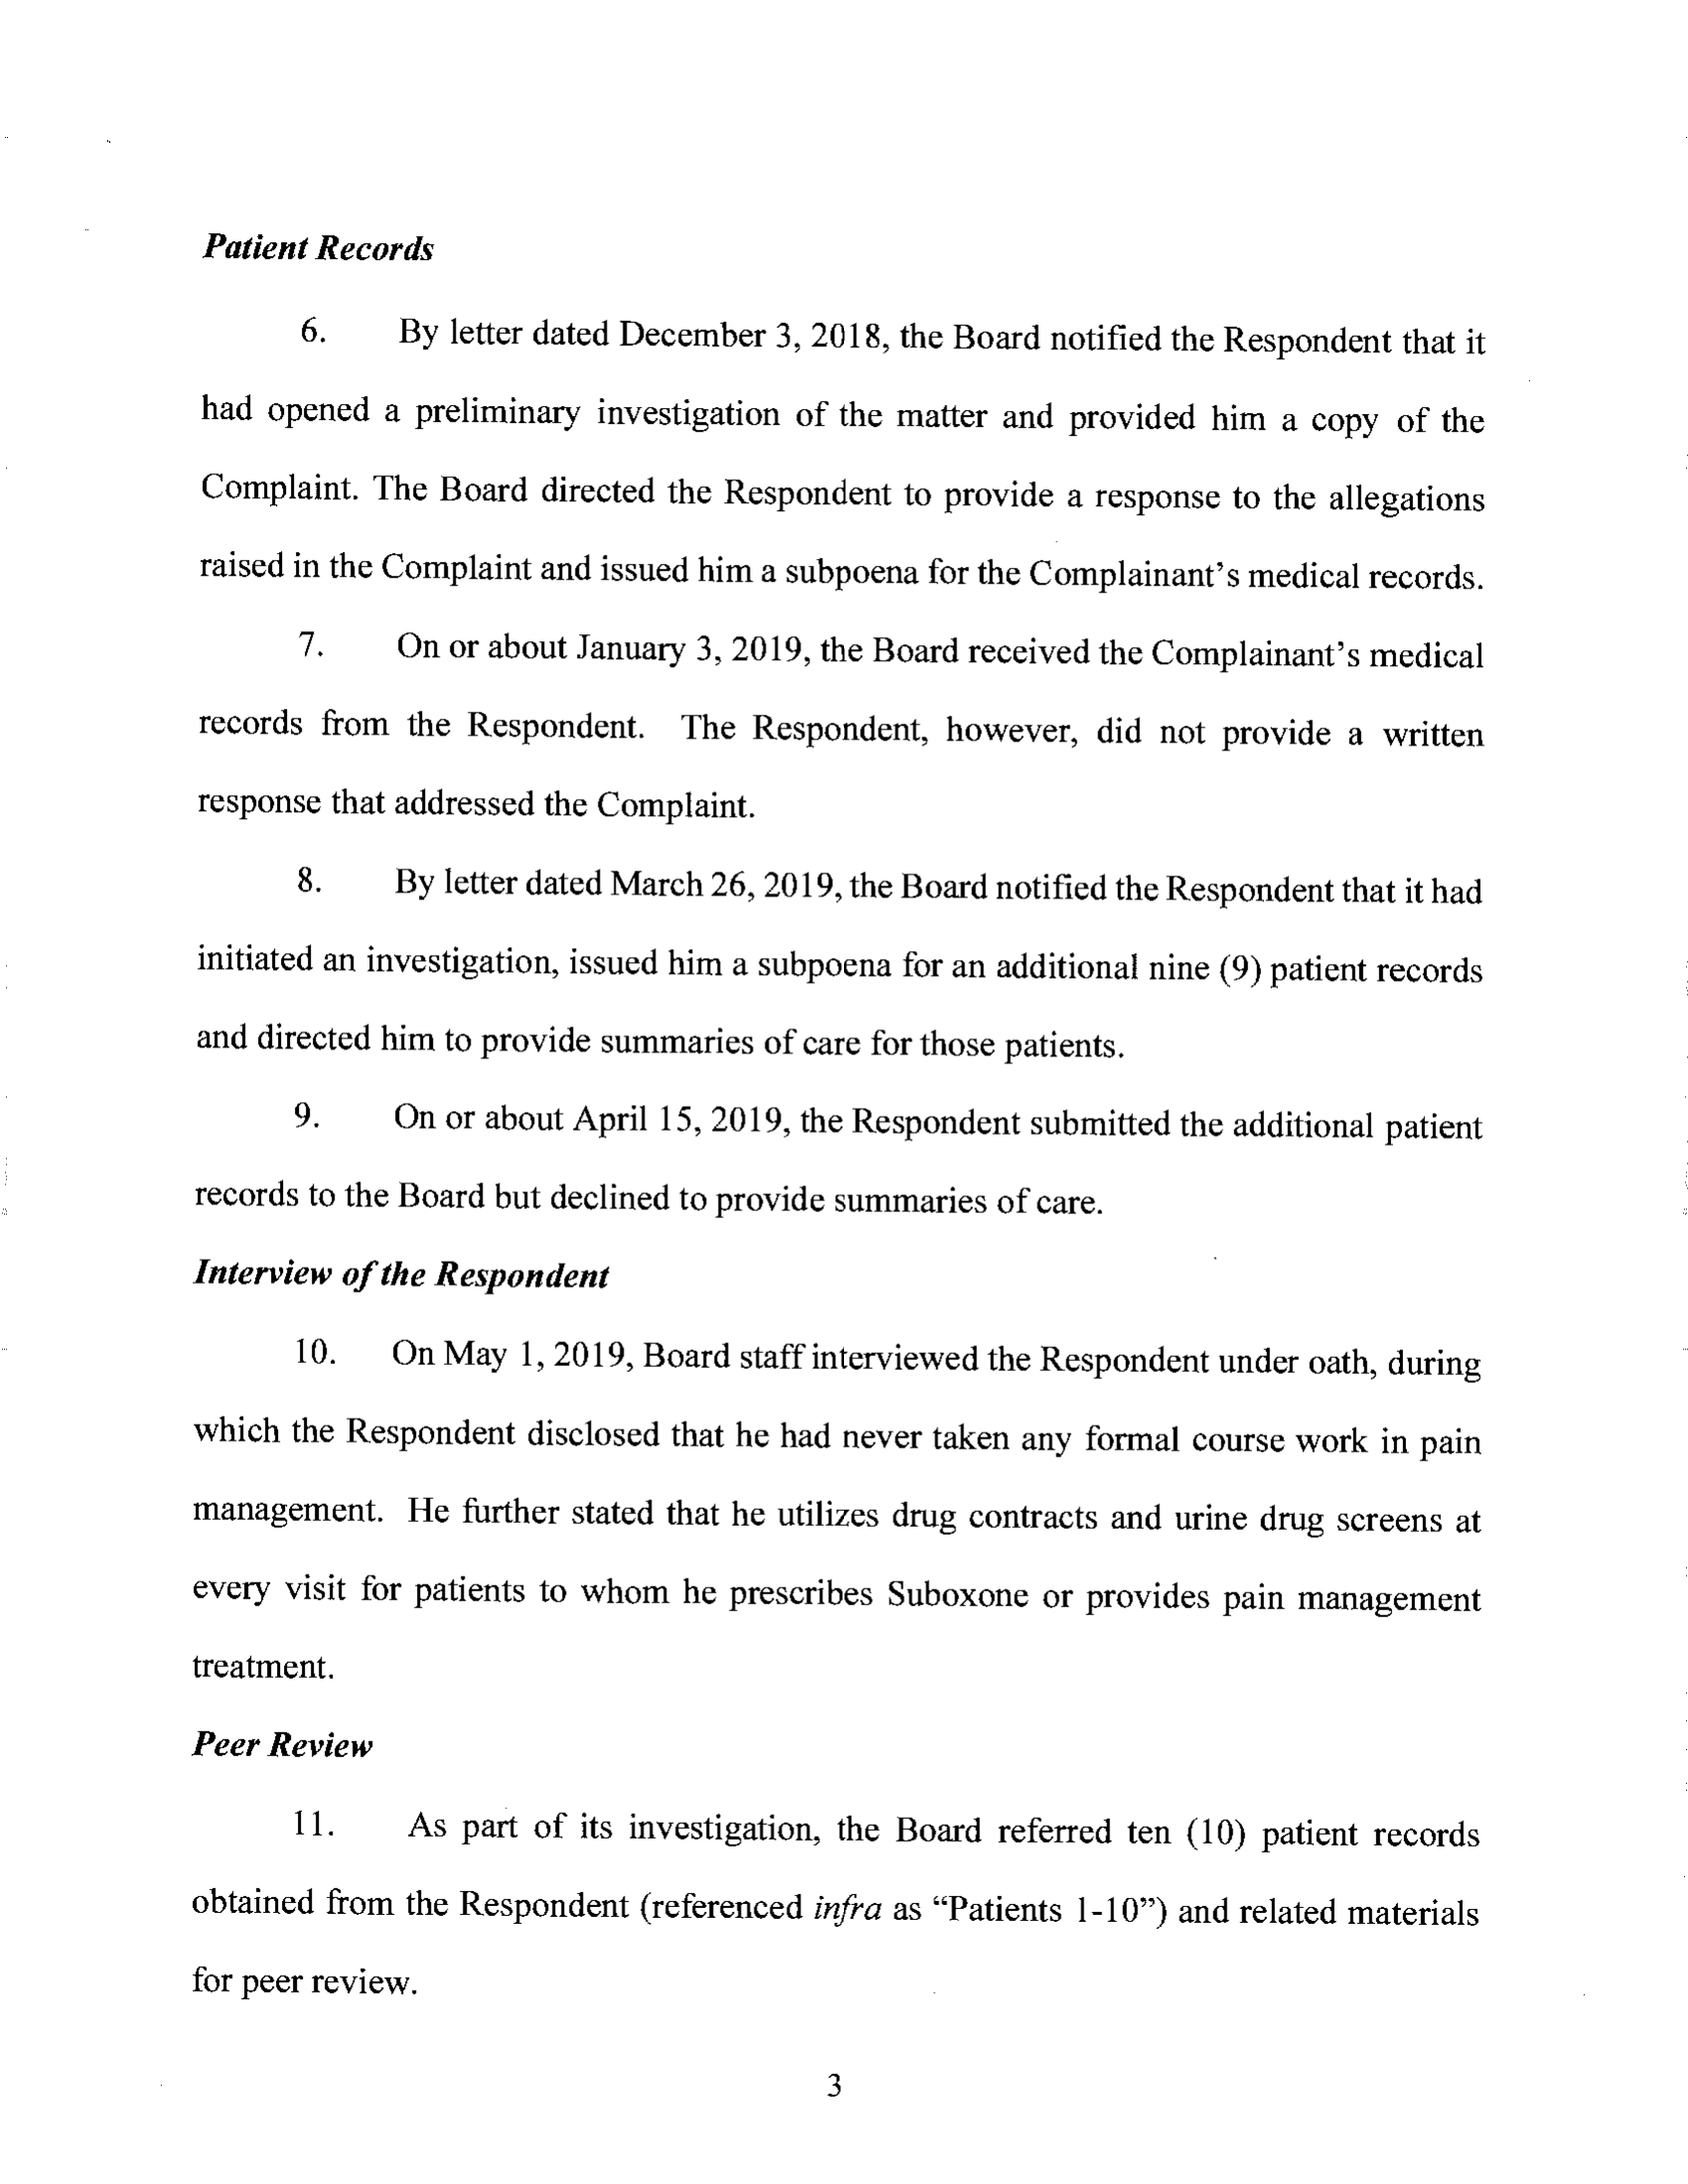 Patient Records
6. By letter dated December 3, 2018, the Board notified the Respondent that it
had opened a preliminary investigation of the matter and provided him a copy of the
Complaint. The Board directed the Respondent to provide a response to the allegations
raised in the Complaint and issued him a subpoena for the Complainant's medical records.
7. On or about January 3, 2019, the Board received the Complainant's medical
records from the Respondent. The Respondent, however, did not provide a written
response that addressed the Complaint.
8. By letter dated March 26, 2019, the Board notified the Respondent that it had
initiated an investigation, issued him a subpoena for an additional nine (9) patient records
and directed him to provide summaries of care for those patients.
9. On or about April 15, 2019, the Respondent submitted the additional patient
records to the Board but declined to provide summaries of care.
Interview of the Respondent
10. On May 1, 2019, Board staff interviewed the Respondent under oath, during
which the Respondent disclosed that he had never taken any formal course work in pain
management. He further stated that he utilizes drug contracts and urine drug screens at
every visit for patients to whom he prescribes Suboxone or provides pain management
treatment.
Peer Review
11. As part of its investigation, the Board referred ten (10) patient records
obtained from the Respondent (referenced infra as "Patients 1-10") and related materials
for peer review.
3